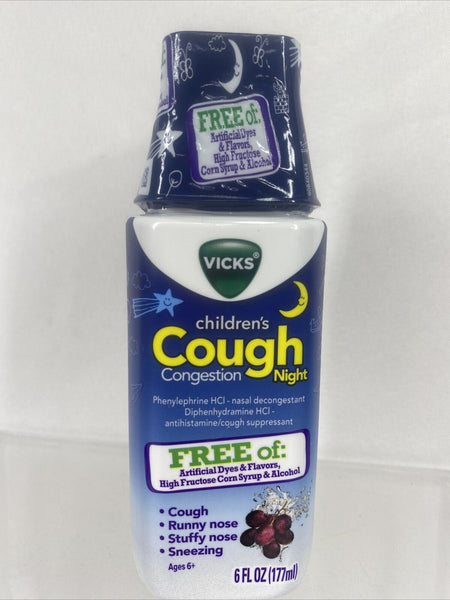 FREE of:
Artificial Dyes
& Flavors,
High Fructose
Corn Syrup & Alcohol
VICKS®
children's
Cough
Congestion Night
Phenylephrine HCl - nasal decongestant
Diphenhydramine HCl -
antihistamine/cough suppressant
FREE of:
Artificial Dyes & Flavors,
High Fructose Corn Syrup & Alcohol
• Cough
• Runny nose
• Stuffy nose
• Sneezing
Ages 6+
6 FL OZ (177ml)